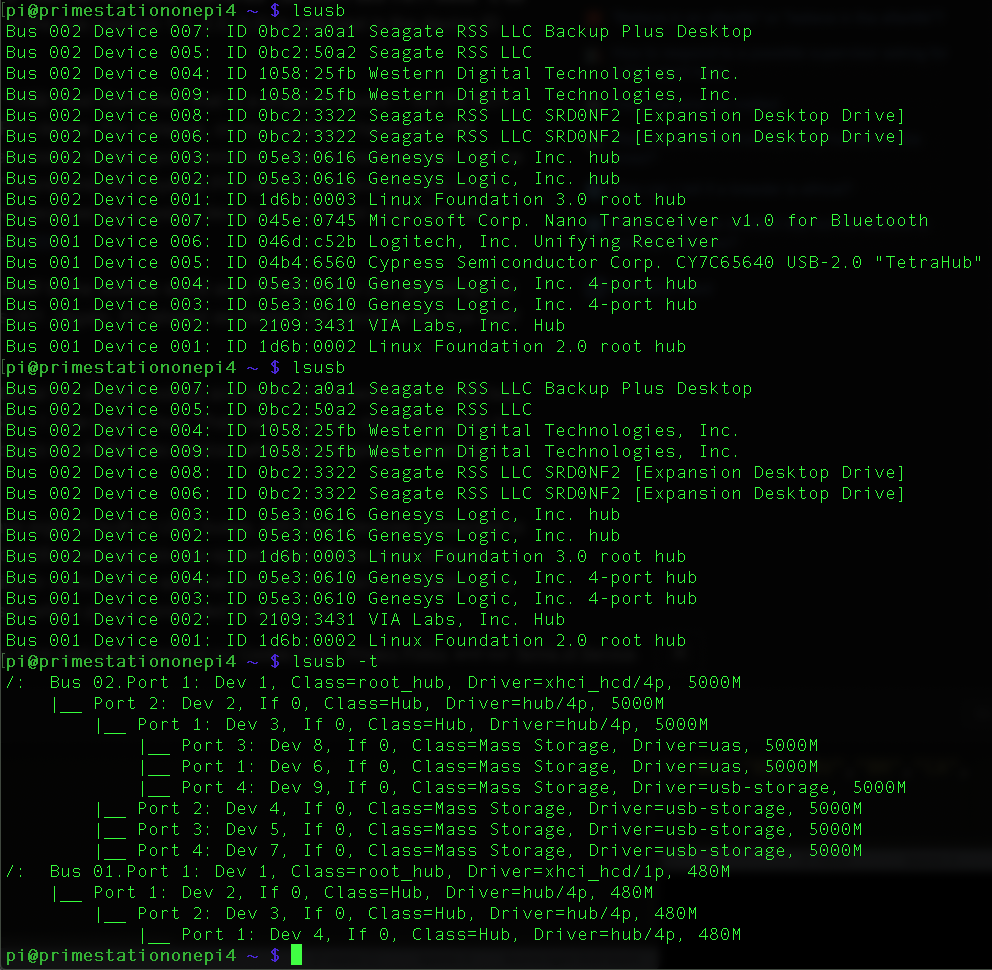 [pi@primestationonepi4 ~ $ lsusb
Bus 002 Device 007: ID 0bc2:a0a1 Seagate RSS LLC Backup Plus Desktop
Bus 002 Device 005: ID 0bc2:50a2 Seagate RSS LLC
Bus 002 Device 004: ID 1058:25fb Western Digital Technologies, Inc.
Bus 002 Device 009: ID 1058:25fb Western Digital Technologies, Inc.
Bus 002 Device 008: ID 0bc2:3322 Seagate RSS LLC SRD0NF2 [Expansion Desktop Drive]
Bus 002 Device 006: ID 0bc2:3322 Seagate RSS LLC SRD0NF2 [Expansion Desktop Drive]
Bus 002 Device 003: ID 05e3:0616 Genesys Logic, Inc. hub
Bus 002 Device 002: ID 05e3:0616 Genesys Logic, Inc. hub
Bus 002 Device 001: ID 1d6b:0003 Linux Foundation 3.0 root hub
Bus 001 Device 007: ID 045e:0745 Microsoft Corp. Nano Transceiver v1.0 for Bluetooth
Bus 001 Device 006: ID 046d:c52b Logitech, Inc. Unifying Receiver
Bus 001 Device 005: ID 04b4:6560 Cypress Semiconductor Corp. CY7C65640 USB-2.0 "TetraHub"
Bus 001 Device 004: ID 05e3:0610 Genesys Logic, Inc. 4-port hub
Bus 001 Device 003: ID 05e3:0610 Genesys Logic, Inc. 4-port hub
Bus 001 Device 002: ID 2109:3431 VIA Labs, Inc. Hub
Bus 001 Device 001: ID 1d6b:0002 Linux Foundation 2.0 root hub
[pi@primestationonepi4 ~ $ lsusb
Bus 002 Device 007: ID 0bc2:a0a1 Seagate RSS LLC Backup Plus Desktop
Bus 002 Device 005: ID 0bc2:50a2 Seagate RSS LLC
Bus 002 Device 004: ID 1058:25fb Western Digital Technologies, Inc.
Bus 002 Device 009: ID 1058:25fb Western Digital Technologies, Inc.
Bus 002 Device 008: ID 0bc2:3322 Seagate RSS LLC SRD0NF2 [Expansion Desktop Drive]
Bus 002 Device 006: ID 0bc2:3322 Seagate RSS LLC SRD0NF2 [Expansion Desktop Drive]
Bus 002 Device 003: ID 05e3:0616 Genesys Logic, Inc. hub
Bus 002 Device 002: ID 05e3:0616 Genesys Logic, Inc. hub
Bus 002 Device 001: ID 1d6b:0003 Linux Foundation 3.0 root hub
Bus 001 Device 004: ID 05e3:0610 Genesys Logic, Inc. 4-port hub
Bus 001 Device 003: ID 05e3:0610 Genesys Logic, Inc. 4-port hub
Bus 001 Device 002: ID 2109:3431 VIA Labs, Inc. Hub
Bus 001 Device 001: ID 1d6b:0002 Linux Foundation 2.0 root hub
[pi@primestationonepi4 ~ $ lsusb -t
/:  Bus 02.Port 1: Dev 1, Class=root_hub, Driver=xhci_hcd/4p, 5000M
    |__ Port 2: Dev 2, If 0, Class=Hub, Driver=hub/4p, 5000M
        |__ Port 1: Dev 3, If 0, Class=Hub, Driver=hub/4p, 5000M
            |__ Port 3: Dev 8, If 0, Class=Mass Storage, Driver=uas, 5000M
            |__ Port 1: Dev 6, If 0, Class=Mass Storage, Driver=uas, 5000M
            |__ Port 4: Dev 9, If 0, Class=Mass Storage, Driver=usb-storage, 5000M
        |__ Port 2: Dev 4, If 0, Class=Mass Storage, Driver=usb-storage, 5000M
        |__ Port 3: Dev 5, If 0, Class=Mass Storage, Driver=usb-storage, 5000M
        |__ Port 4: Dev 7, If 0, Class=Mass Storage, Driver=usb-storage, 5000M
/:  Bus 01.Port 1: Dev 1, Class=root_hub, Driver=xhci_hcd/1p, 480M
    |__ Port 1: Dev 2, If 0, Class=Hub, Driver=hub/4p, 480M
        |__ Port 2: Dev 3, If 0, Class=Hub, Driver=hub/4p, 480M
            |__ Port 1: Dev 4, If 0, Class=Hub, Driver=hub/4p, 480M
pi@primestationonepi4 ~ $